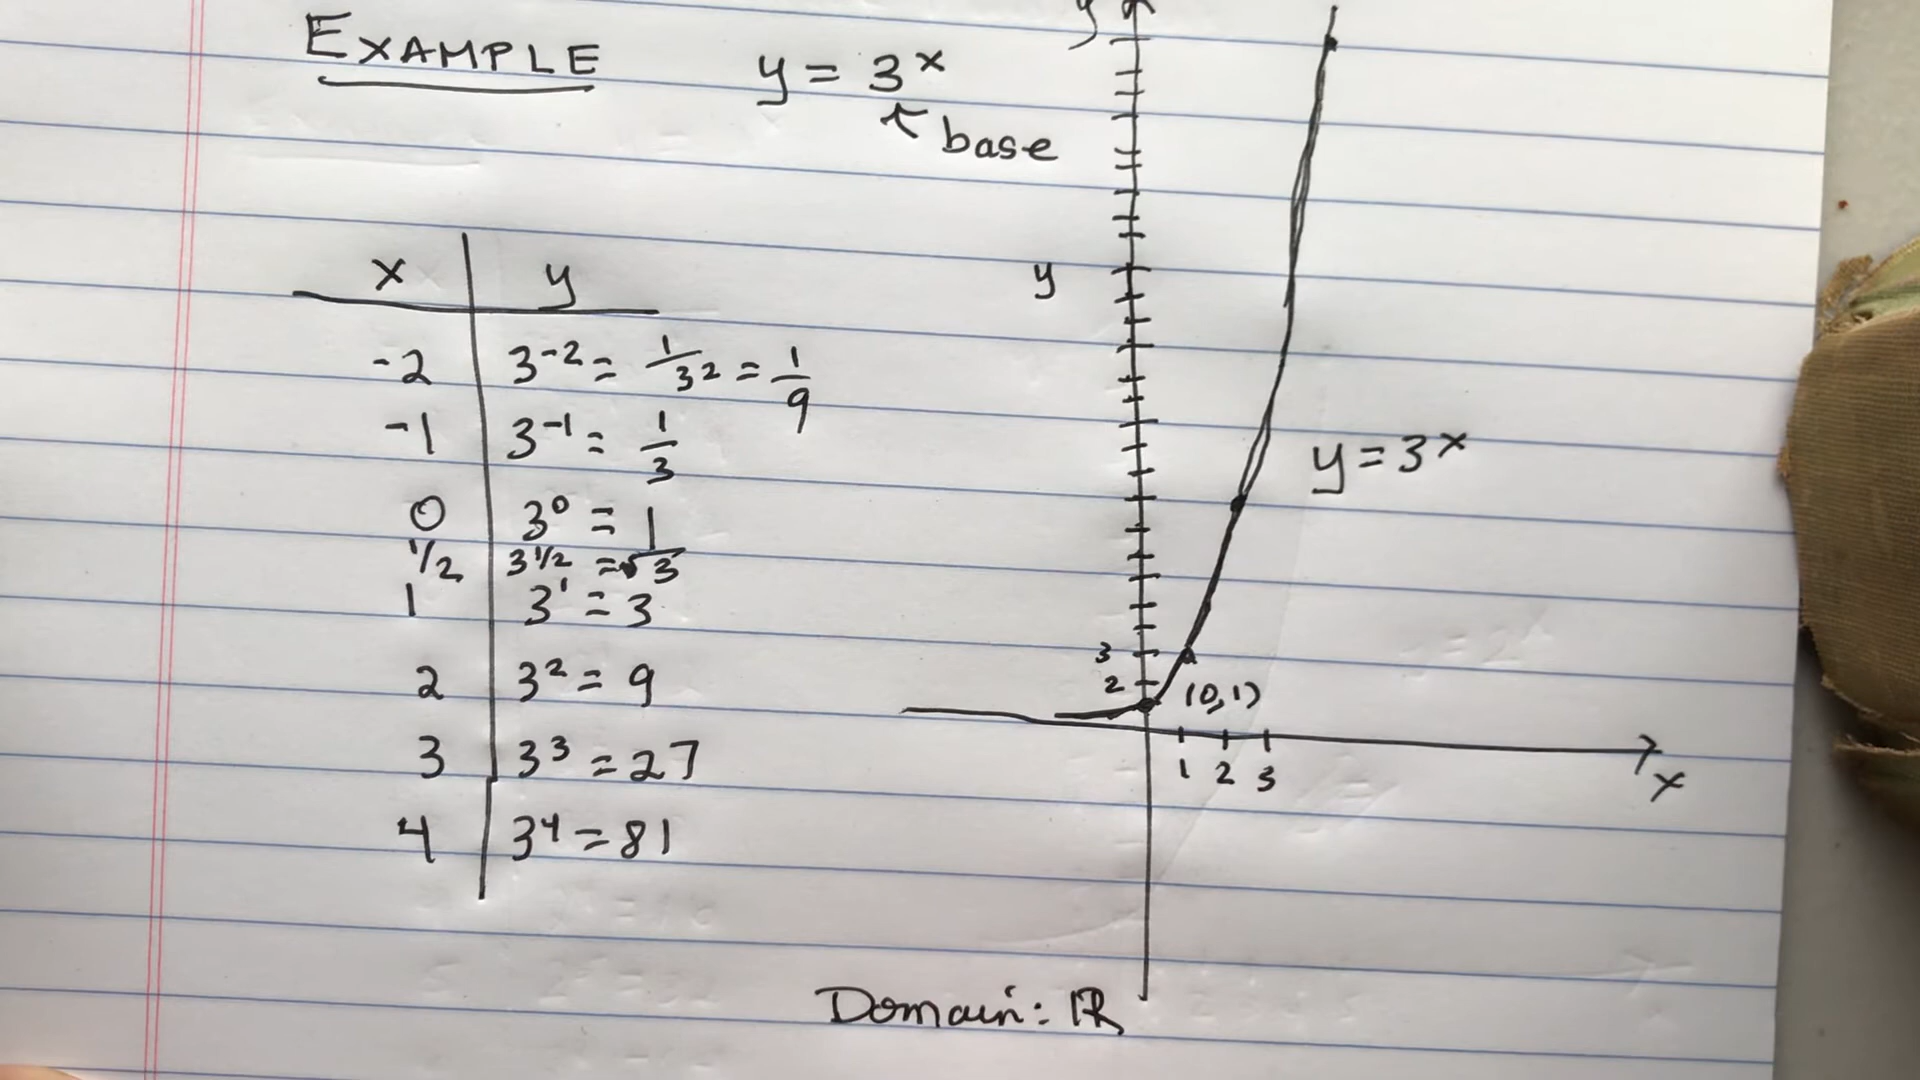 EXAMPLE
y = 3^x
base
x y
-2 3^-2 = 1/3^2 = 1/9
-1 3^-1 = 1/3
0 3^0 = 1
1/2 3^1/2 = √3
1 3^1 = 3
2 3^2 = 9
3 3^3 = 27
4 3^4 = 81
y
y
y = 3^x
3
2
(0,1)
1 2 3
x
Domain: ℝ